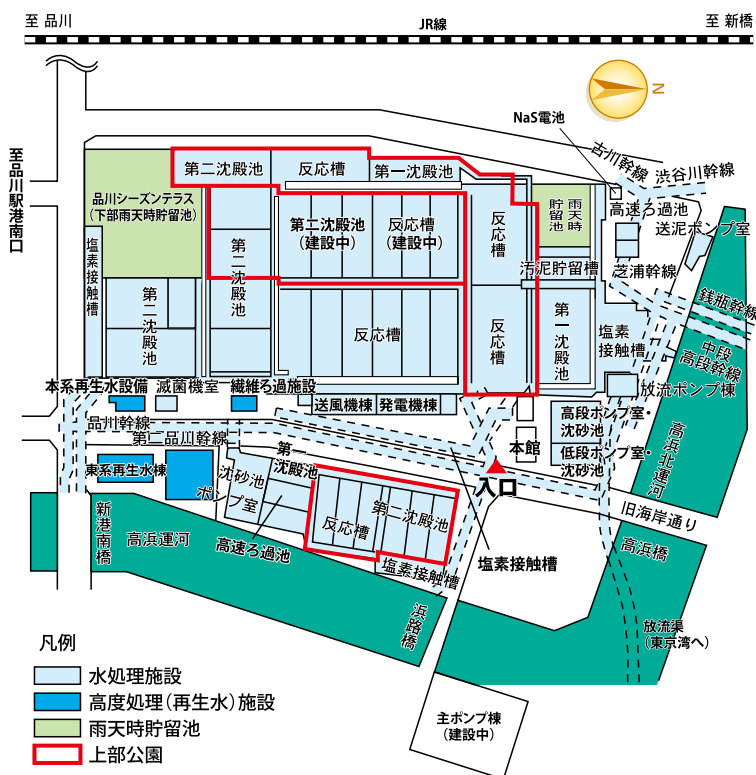 至 品川
JR線
至 新橋
N
NaS電池
古川幹線
渋谷川幹線
至品川駅港南口
第二沈殿池
反応槽
第一沈殿池
品川シーズンテラス
(下部雨天時貯留池)
雨天時
貯留池
高速ろ過池
送泥ポンプ室
第二沈殿池
(建設中)
反応槽
(建設中)
反応槽
塩素接触槽
第二沈殿池
第二沈殿池
汚泥貯留槽
芝浦幹線
銭瓶幹線
反応槽
反応槽
第一沈殿池
塩素
接触槽
中段
高段幹線
本系再生水設備
滅菌機室
繊維ろ過施設
放流ポンプ棟
送風機棟
発電機棟
品川幹線
第二品川幹線
本館
高段ポンプ室・
沈砂池
低段ポンプ室・
沈砂池
高浜北運河
東系再生水棟
沈砂池
ポンプ室
第一
沈殿池
入口
旧海岸通り
新港南橋
高浜運河
高速ろ過池
反応槽
第二沈殿池
塩素接触槽
塩素接触槽
高浜橋
浜路橋
放流渠
(東京湾へ)
凡例
水処理施設
高度処理(再生水)施設
雨天時貯留池
上部公園
主ポンプ棟
(建設中)